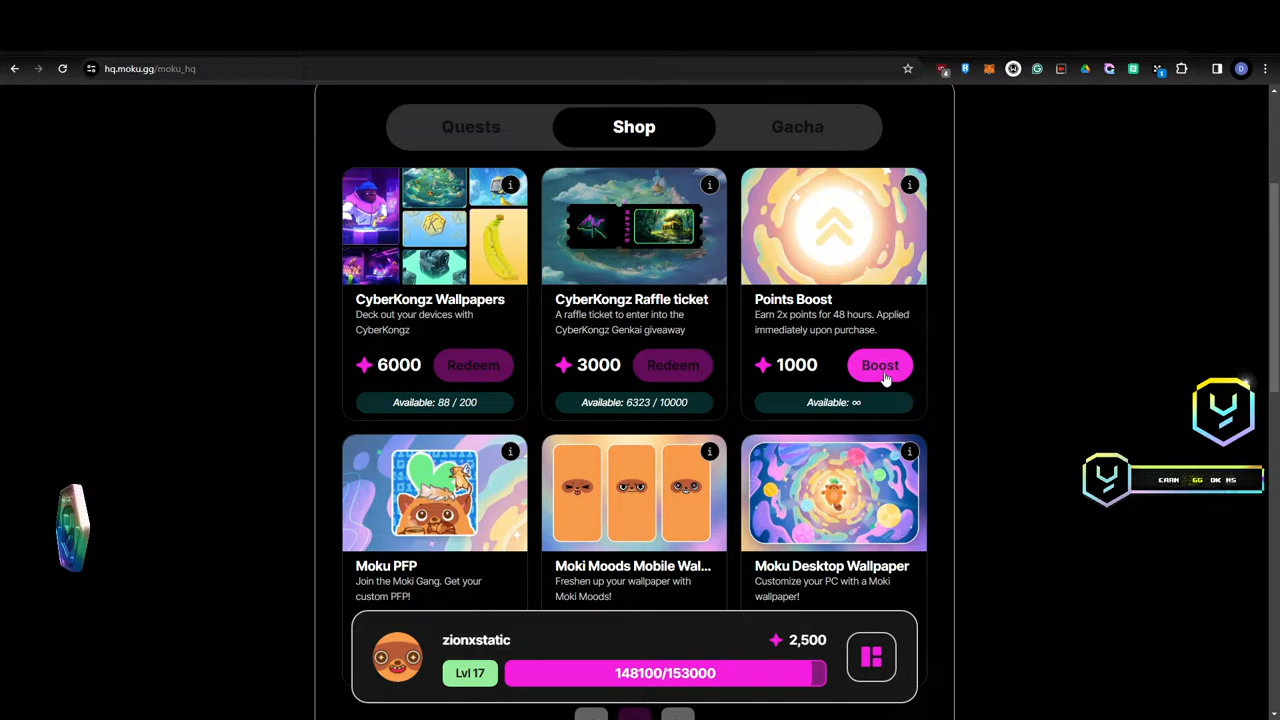 hq.moku.gg/moku_hq
4
1
D
Quests
Shop
Gacha
i
i
i
RAFFLE
CyberKongz Wallpapers
Deck out your devices with
CyberKongz
6000
Redeem
Available: 88 / 200
CyberKongz Raffle ticket
A raffle ticket to enter into the
CyberKongz Genkai giveaway
3000
Redeem
Available: 6323 / 10000
Points Boost
Earn 2x points for 48 hours. Applied
immediately upon purchase.
1000
Boost
Available: ∞
i
i
i
Moku PFP
Join the Moki Gang. Get your
custom PFP!
Moki Moods Mobile Wal...
Freshen up your wallpaper with
Moki Moods!
Moku Desktop Wallpaper
Customize your PC with a Moki
wallpaper!
zionxstatic
2,500
Lvl 17
148100/153000